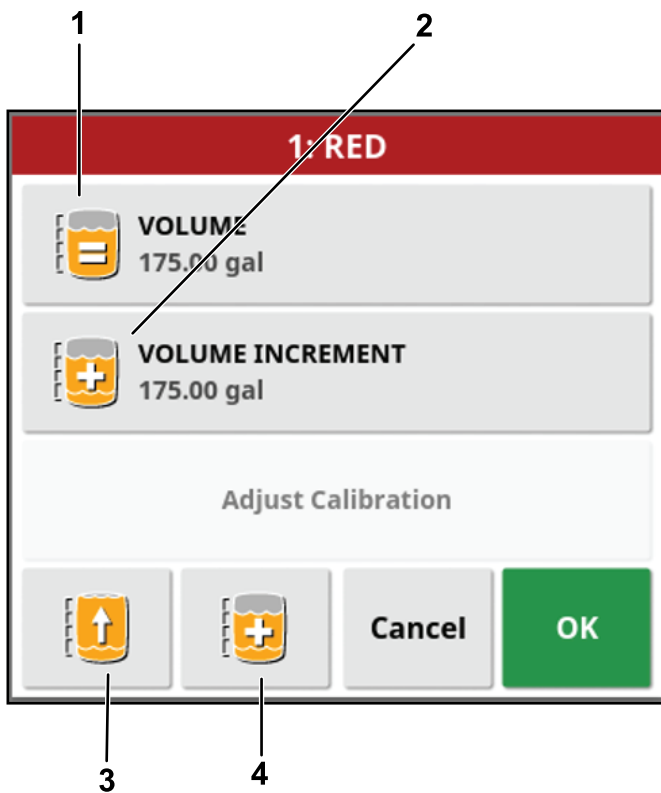 1
2
1: RED
VOLUME
175.00 gal
VOLUME INCREMENT
175.00 gal
Adjust Calibration
Cancel
OK
3
4